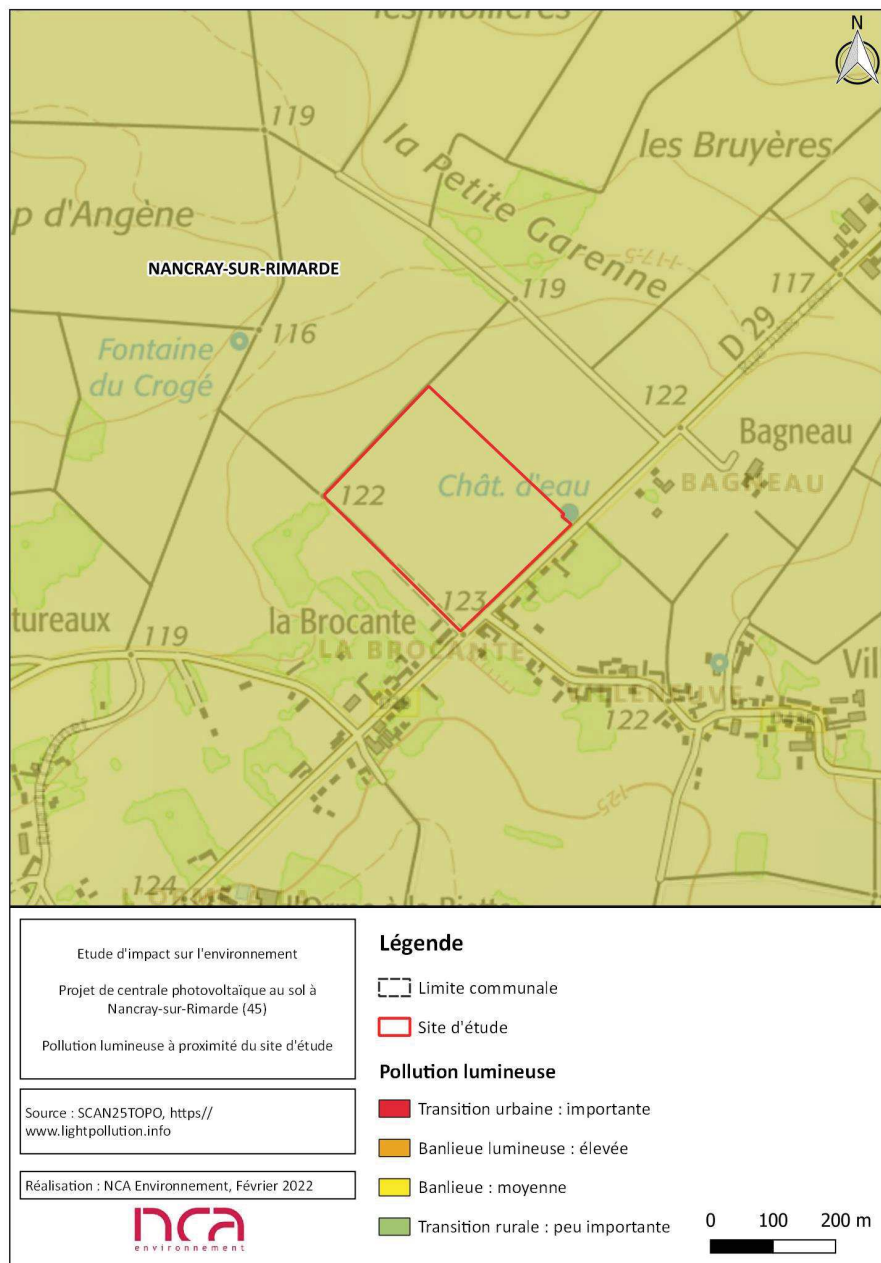 N
119
la Petite Garenne
les Bruyères
p d'Angène
NANCRAY-SUR-RIMARDE
117
119
D 29
116
Fontaine
du Crogé
122
Bagneau
BAGNEAU
Chât. d'eau
122
123
la Brocante
LA BROCANTE
tureaux
119
VILLENEUVE
Vil
122
125
124
Etude d'impact sur l'environnement
Projet de centrale photovoltaïque au sol à
Nancray-sur-Rimarde (45)
Pollution lumineuse à proximité du site d'étude
Source : SCAN25TOPO, https//
www.lightpollution.info
Réalisation : NCA Environnement, Février 2022
nca
environnement
Légende
Limite communale
Site d'étude
Pollution lumineuse
Transition urbaine : importante
Banlieue lumineuse : élevée
Banlieue : moyenne
Transition rurale : peu importante
0 100 200 m